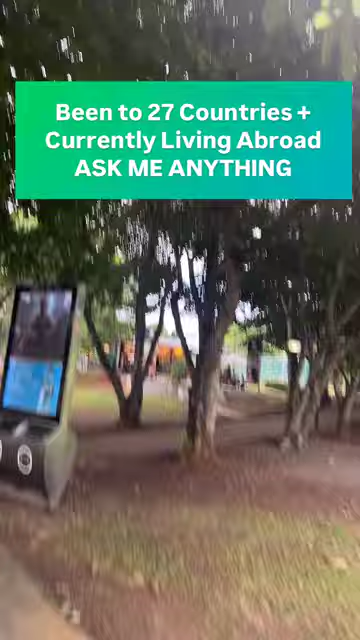 Been to 27 Countries +
Currently Living Abroad
ASK ME ANYTHING